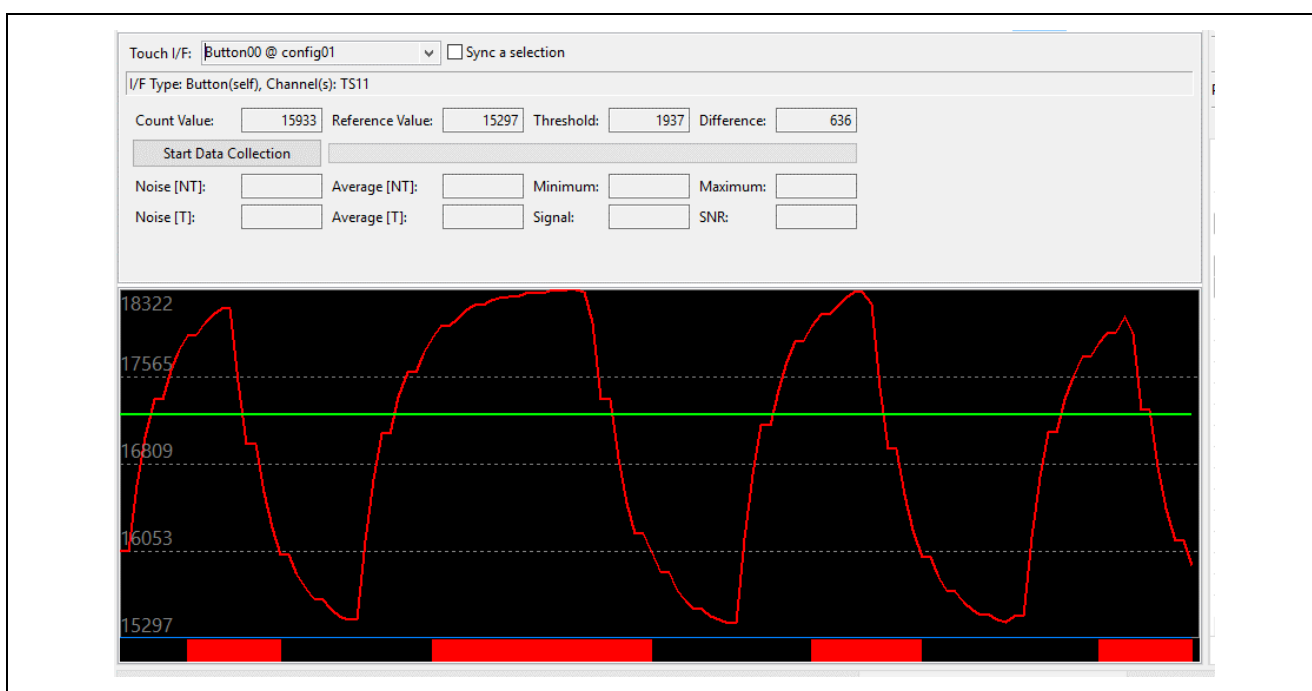 Touch I/F: Button00 @ config01 Sync a selection
I/F Type: Button(self), Channel(s): TS11
Count Value: 15933 Reference Value: 15297 Threshold: 1937 Difference: 636
Start Data Collection
Noise [NT]: Average [NT]: Minimum: Maximum:
Noise [T]: Average [T]: Signal: SNR:
18322
17565
16809
16053
15297